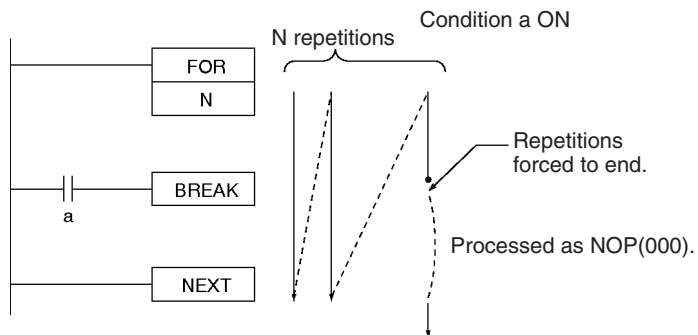 Condition a ON
N repetitions
FOR
N
Repetitions
forced to end.
BREAK
a
Processed as NOP(000).
NEXT